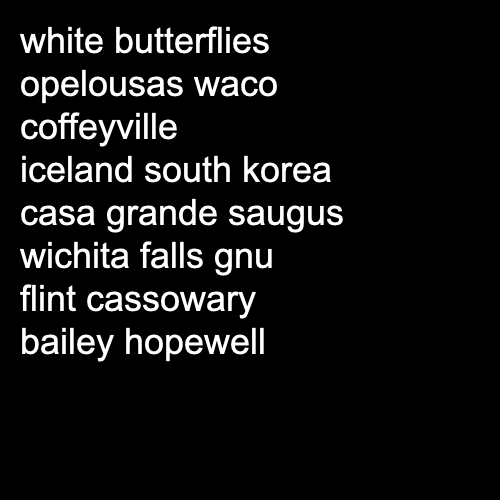 white butterflies
opelousas waco
coffeyville
iceland south korea
casa grande saugus
wichita falls gnu
flint cassowary
bailey hopewell